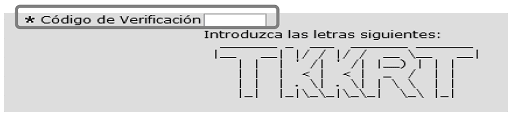 * Código de Verificación
Introduzca las letras siguientes:
TKKRT